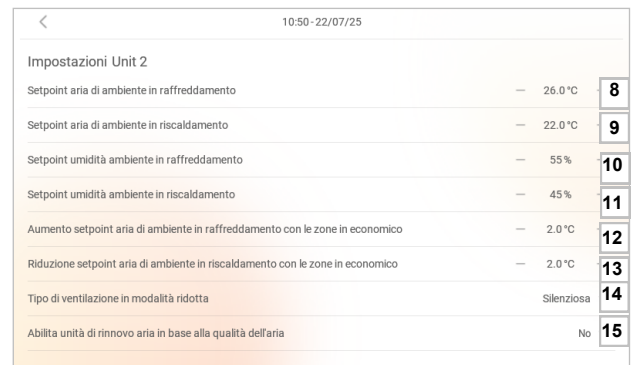 10:50 - 22/07/25
Impostazioni Unit 2
Setpoint aria di ambiente in raffreddamento — 26.0 °C 8
Setpoint aria di ambiente in riscaldamento — 22.0 °C 9
Setpoint umidità ambiente in raffreddamento — 55 % 10
Setpoint umidità ambiente in riscaldamento — 45 % 11
Aumento setpoint aria di ambiente in raffreddamento con le zone in economico — 2.0 °C 12
Riduzione setpoint aria di ambiente in riscaldamento con le zone in economico — 2.0 °C 13
Tipo di ventilazione in modalità ridotta Silenziosa 14
Abilita unità di rinnovo aria in base alla qualità dell'aria No 15